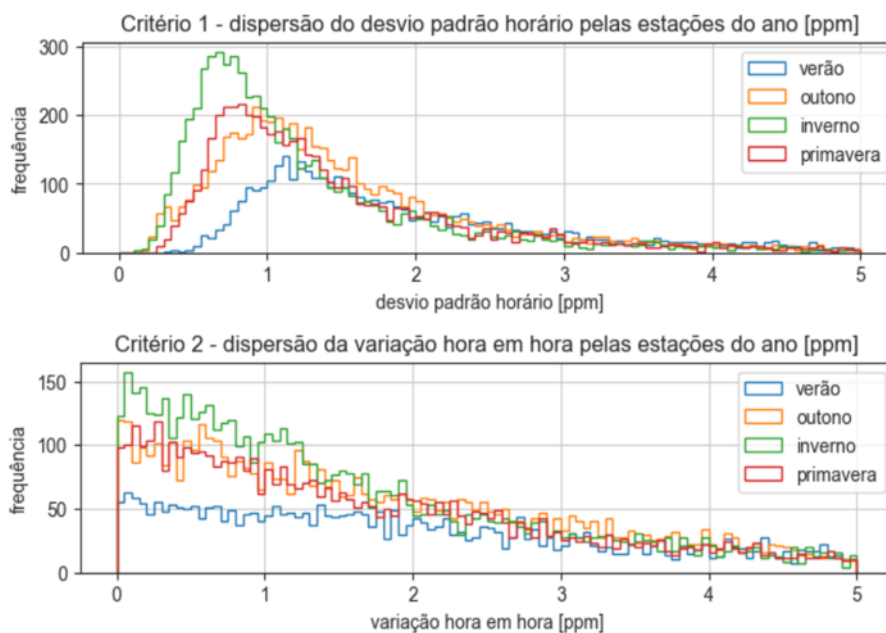 Critério 1 - dispersão do desvio padrão horário pelas estações do ano [ppm]
300
200
100
0
frequência
verão
outono
inverno
primavera
0 1 2 3 4 5
desvio padrão horário [ppm]
Critério 2 - dispersão da variação hora em hora pelas estações do ano [ppm]
150
100
50
0
frequência
verão
outono
inverno
primavera
0 1 2 3 4 5
variação hora em hora [ppm]